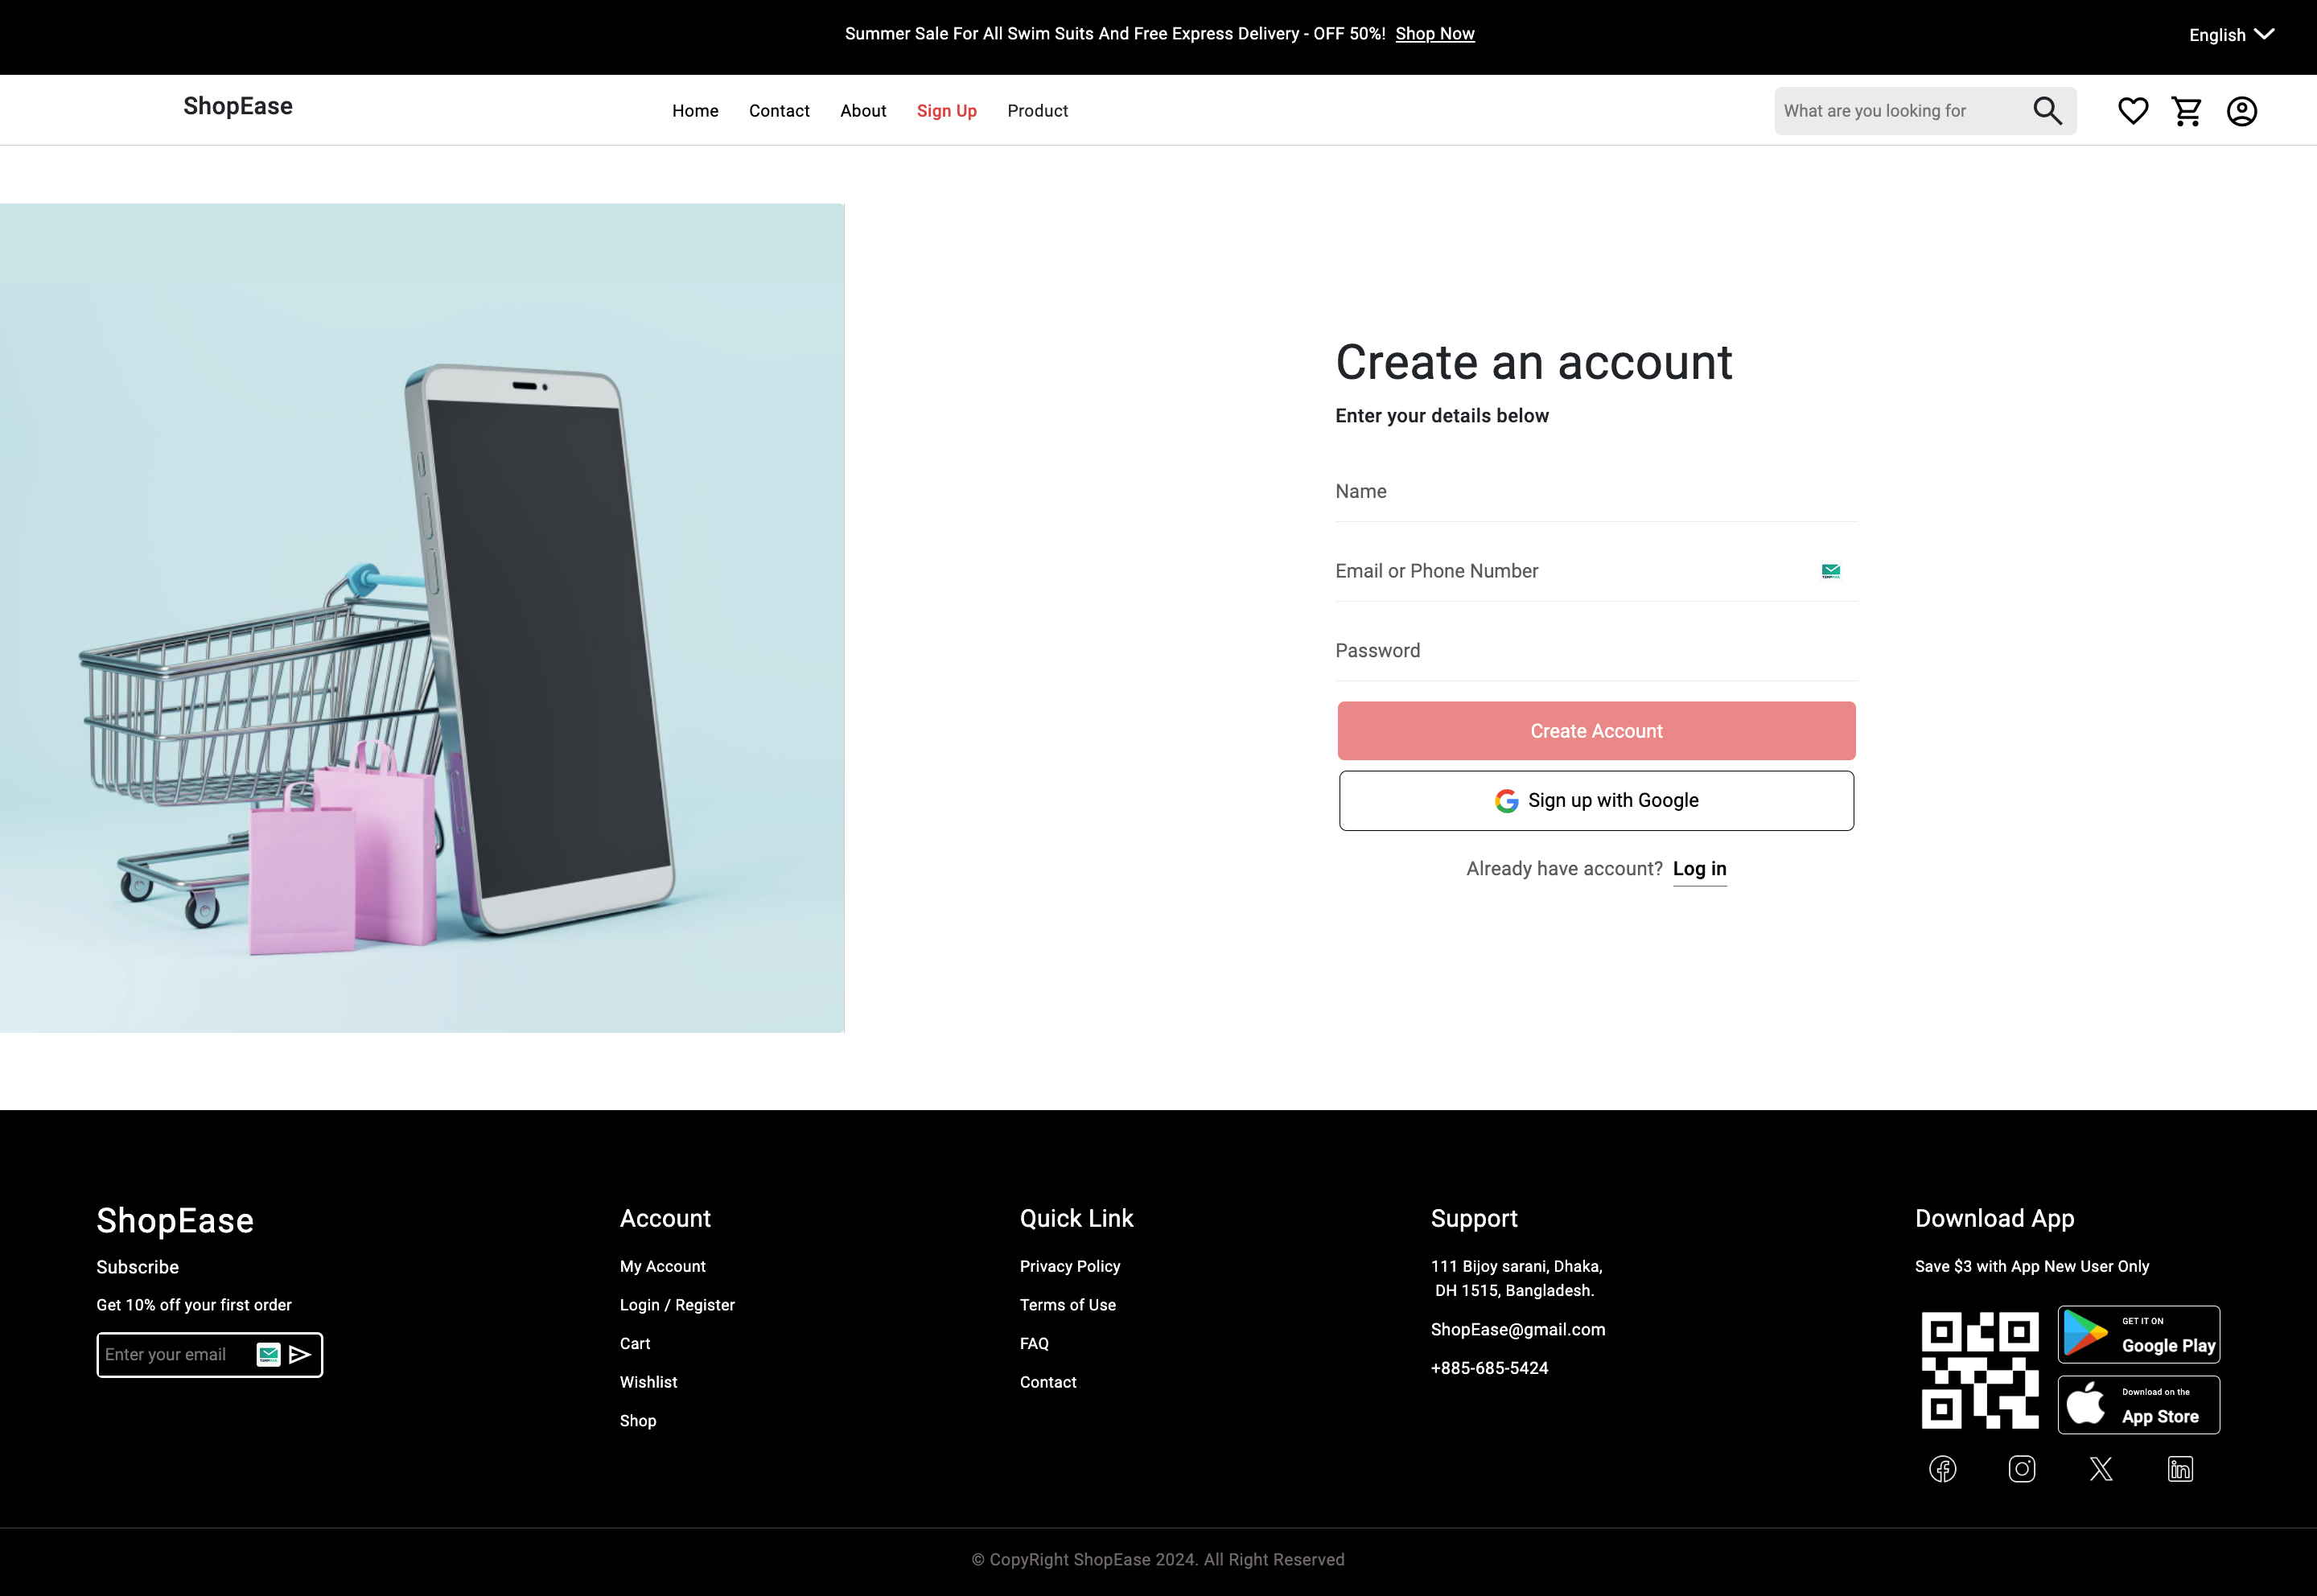 Summer Sale For All Swim Suits And Free Express Delivery - OFF 50%! Shop Now
English
ShopEase
Home Contact About Sign Up Product
What are you looking for
Create an account
Enter your details below
Name
Email or Phone Number
Password
Create Account
Sign up with Google
Already have account? Log in
ShopEase
Subscribe
Get 10% off your first order
Enter your email
Account
My Account
Login / Register
Cart
Wishlist
Shop
Quick Link
Privacy Policy
Terms of Use
FAQ
Contact
Support
111 Bijoy sarani, Dhaka,
DH 1515, Bangladesh.
ShopEase@gmail.com
+885-685-5424
Download App
Save $3 with App New User Only
GET IT ON
Google Play
Download on the
App Store
© CopyRight ShopEase 2024. All Right Reserved